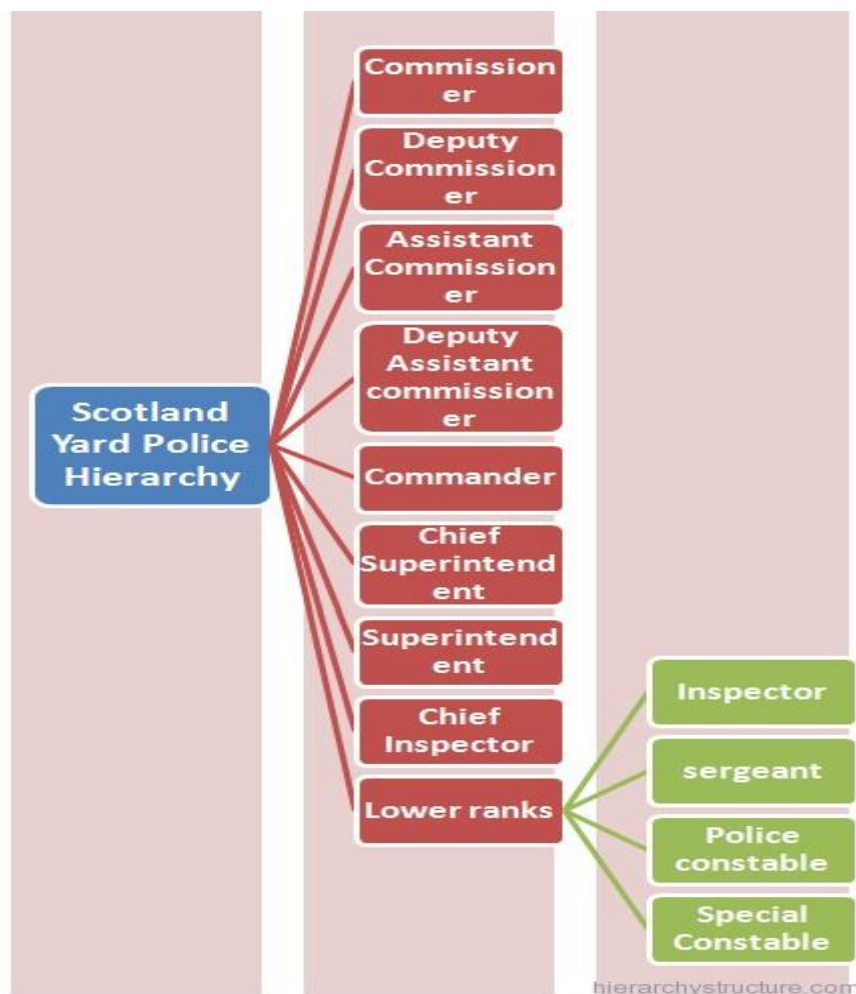 Scotland
Yard Police
Hierarchy
Commission
er
Deputy
Commission
er
Assistant
Commission
er
Deputy
Assistant
commission
er
Commander
Chief
Superintend
ent
Superintend
ent
Chief
Inspector
Lower ranks
Inspector
sergeant
Police
constable
Special
Constable
hierarchystructure.com